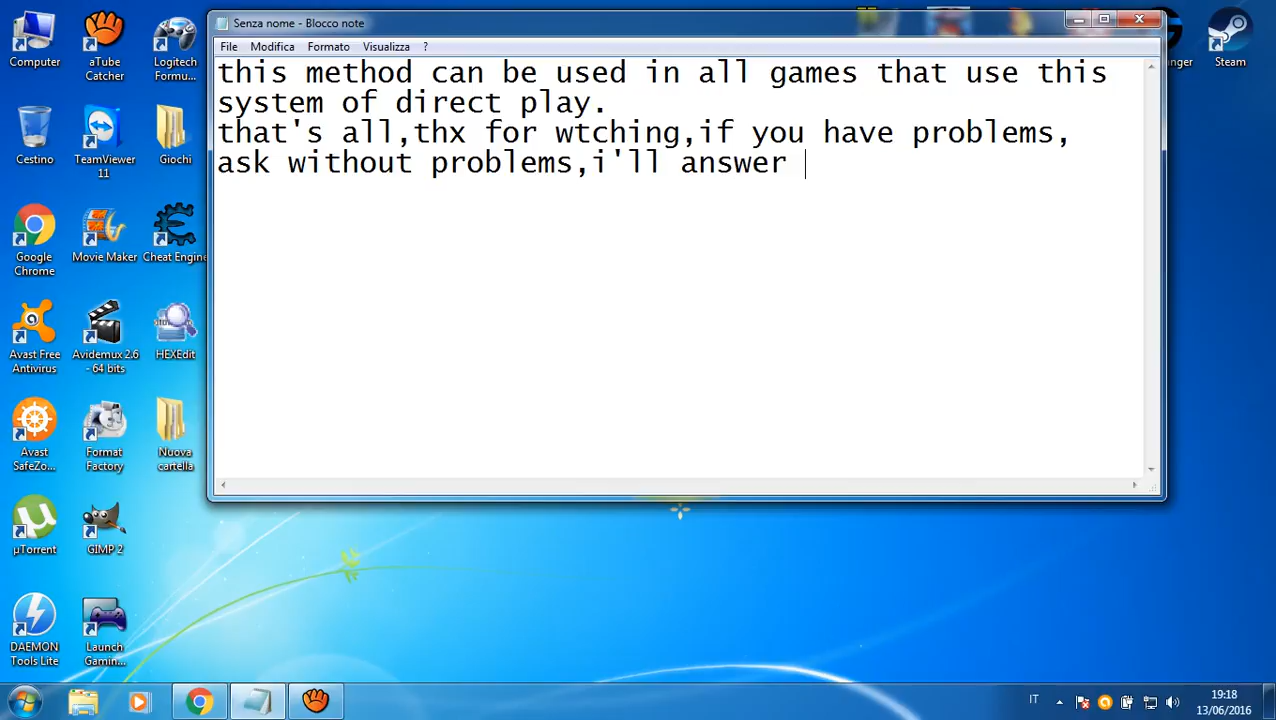 Senza nome - Blocco note
File Modifica Formato Visualizza ?
this method can be used in all games that use this
system of direct play.
that's all,thx for wtching,if you have problems,
ask without problems,i'll answer
Computer
aTube
Catcher
Logitech
Formu...
Steam
Cestino
TeamViewer
11
Giochi
Google
Chrome
Movie Maker
Cheat Engine
Avast Free
Antivirus
Avidemux 2.6
- 64 bits
HEXEdit
Avast
SafeZo...
Format
Factory
Nuova
cartella
µTorrent
GIMP 2
DAEMON
Tools Lite
Launch
Gamin...
IT
19:18
13/06/2016